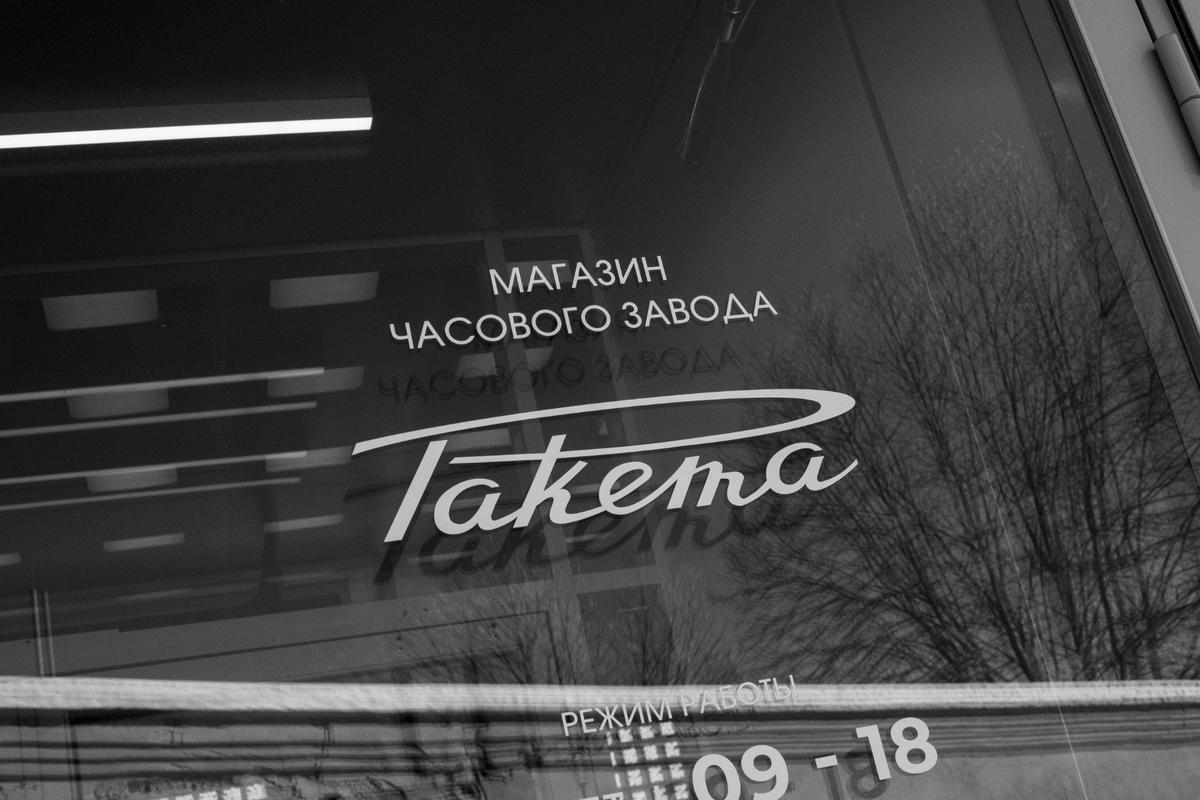 МАГАЗИН
ЧАСОВОГО ЗАВОДА
Ракета
РЕЖИМ РАБОТЫ
09 - 18